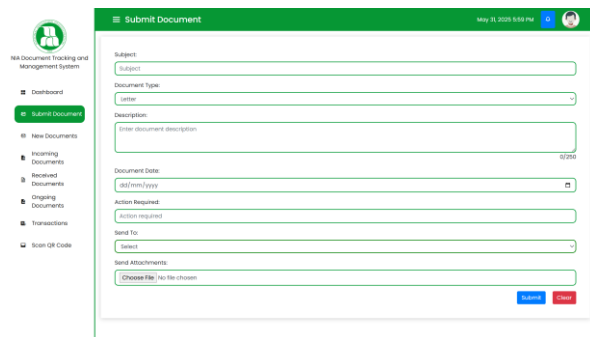 NIA Document Tracking and
Management System
Dashboard
Submit Document
New Documents
Incoming
Documents
Received
Documents
Ongoing
Documents
Transactions
Scan QR Code
Submit Document
May 31, 2025 5:59 PM
Subject:
Subject
Document Type:
Letter
Description:
Enter document description
0/250
Document Date:
dd/mm/yyyy
Action Required:
Action required
Send To:
Select
Send Attachments:
Choose File No file chosen
Submit
Clear